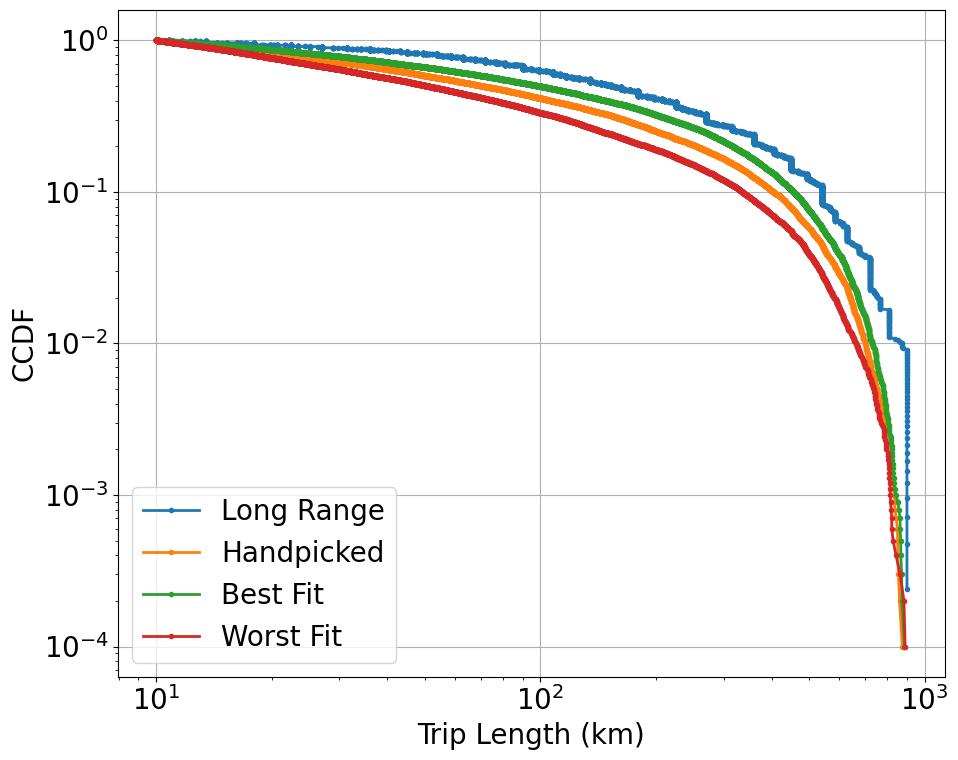 10⁰
10⁻¹
10⁻²
10⁻³
10⁻⁴
CCDF
Long Range
Handpicked
Best Fit
Worst Fit
10¹
10²
10³
Trip Length (km)